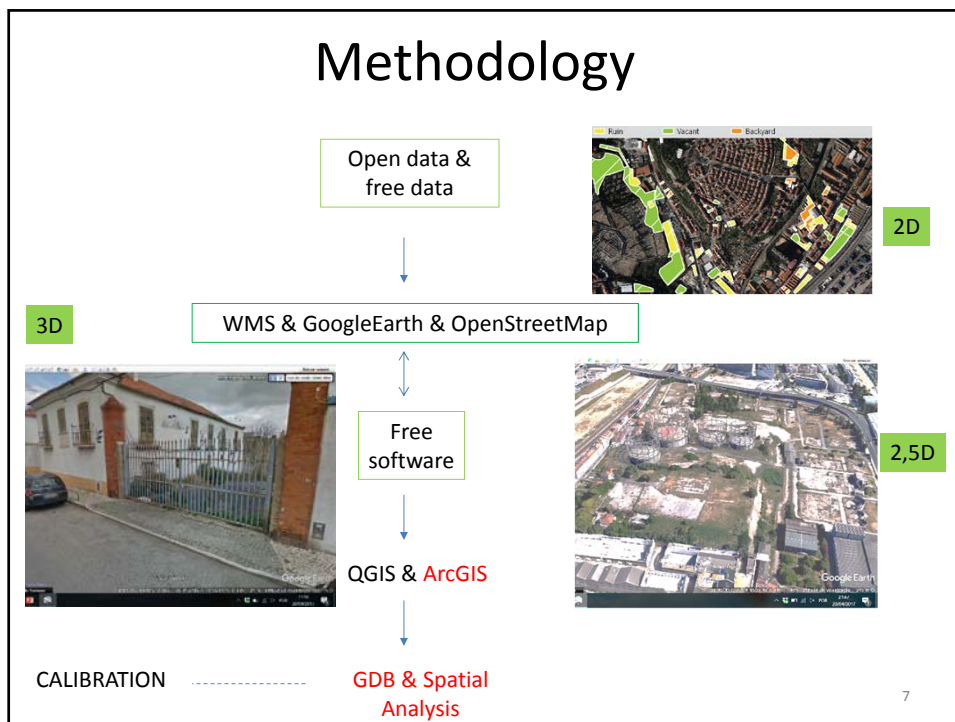 Methodology
Ruin Vacant Backyard
Open data &
free data
2D
WMS & GoogleEarth & OpenStreetMap
3D
Google Earth
Free
software
2,5D
Google Earth
QGIS & ArcGIS
CALIBRATION
GDB & Spatial
Analysis
7